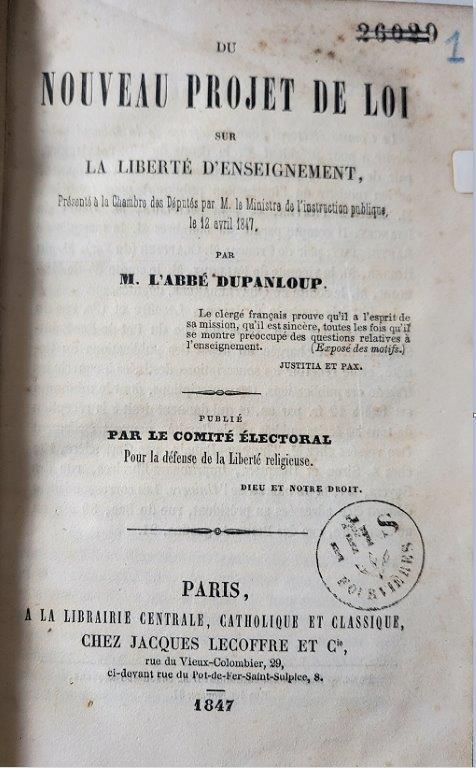 26020
1
DU
NOUVEAU PROJET DE LOI
SUR
LA LIBERTÉ D'ENSEIGNEMENT,
Présenté à la Chambre des Députés par M. le Ministre de l'instruction publique,
le 12 avril 1847,
PAR
M. L'ABBÉ DUPANLOUP.
Le clergé français prouve qu'il a l'esprit de
sa mission, qu'il est sincère, toutes les fois qu'il
se montre préoccupé des questions relatives à
l'enseignement. (Exposé des motifs.)
JUSTITIA ET PAX.
PUBLIÉ
PAR LE COMITÉ ÉLECTORAL
Pour la défense de la Liberté religieuse.
DIEU ET NOTRE DROIT.
S
FOURVIÈRES
PARIS,
A LA LIBRAIRIE CENTRALE, CATHOLIQUE ET CLASSIQUE,
CHEZ JACQUES LECOFFRE ET Cie,
rue du Vieux-Colombier, 29,
ci-devant rue du Pot-de-Fer-Saint-Sulpice, 8.
1847